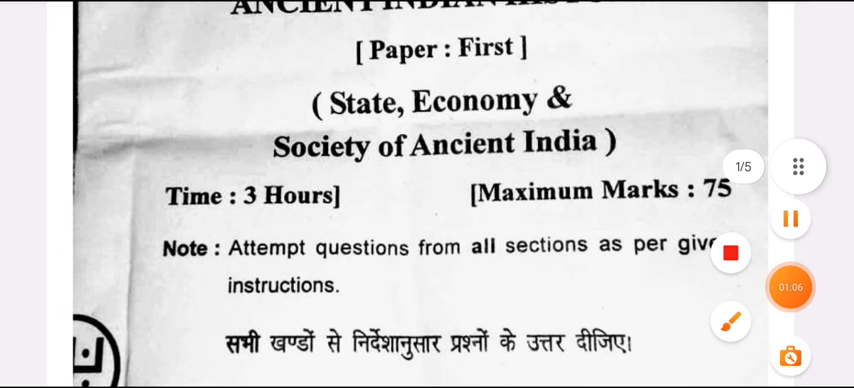 [ Paper : First ]
( State, Economy &
Society of Ancient India )
1/5
Time : 3 Hours]
[Maximum Marks : 75
Note : Attempt questions from all sections as per
instructions.
01:06
सभी खण्डों से निर्देशानुसार प्रश्नों के उत्तर दीजिए।